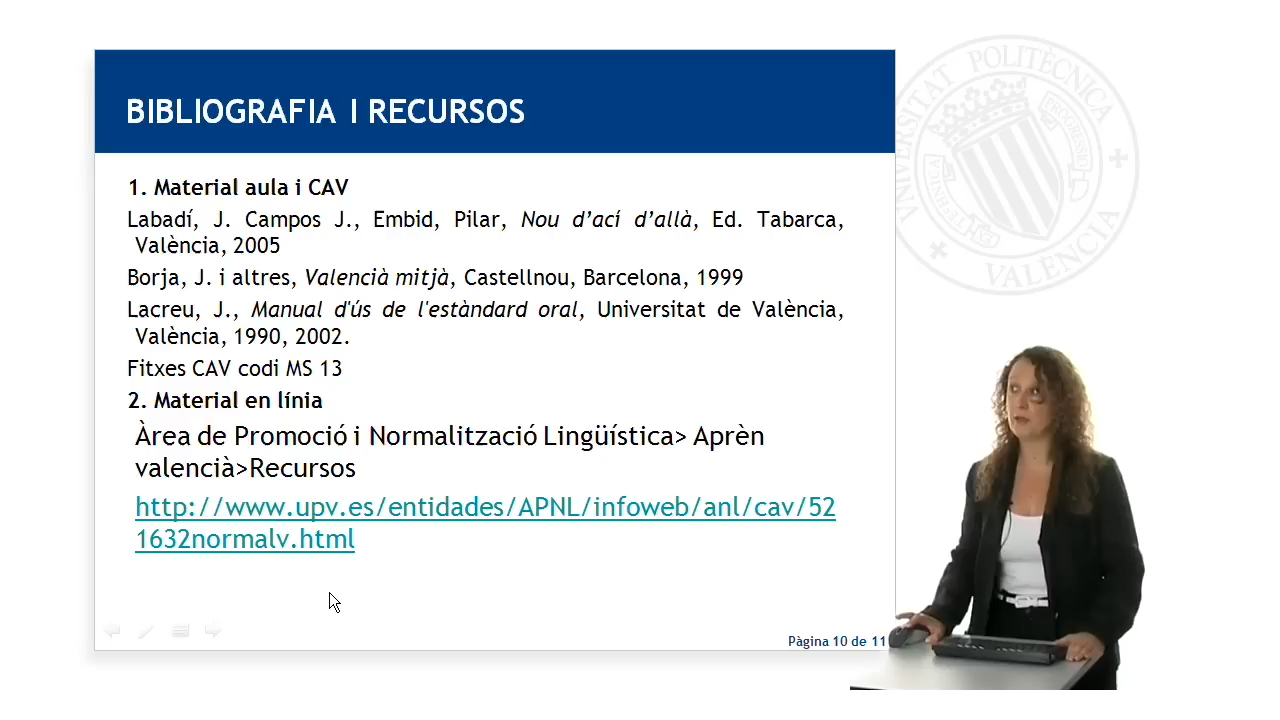 BIBLIOGRAFIA I RECURSOS
1. Material aula i CAV
Labadí, J. Campos J., Embid, Pilar, Nou d’ací d’allà, Ed. Tabarca,
València, 2005
Borja, J. i altres, Valencià mitjà, Castellnou, Barcelona, 1999
Lacreu, J., Manual d'ús de l'estàndard oral, Universitat de València,
València, 1990, 2002.
Fitxes CAV codi MS 13
2. Material en línia
Àrea de Promoció i Normalització Lingüística> Aprèn
valencià>Recursos
http://www.upv.es/entidades/APNL/infoweb/anl/cav/52
1632normalv.html
Pàgina 10 de 11
UNIVERSITAT POLITÈCNICA
VALÈNCIA